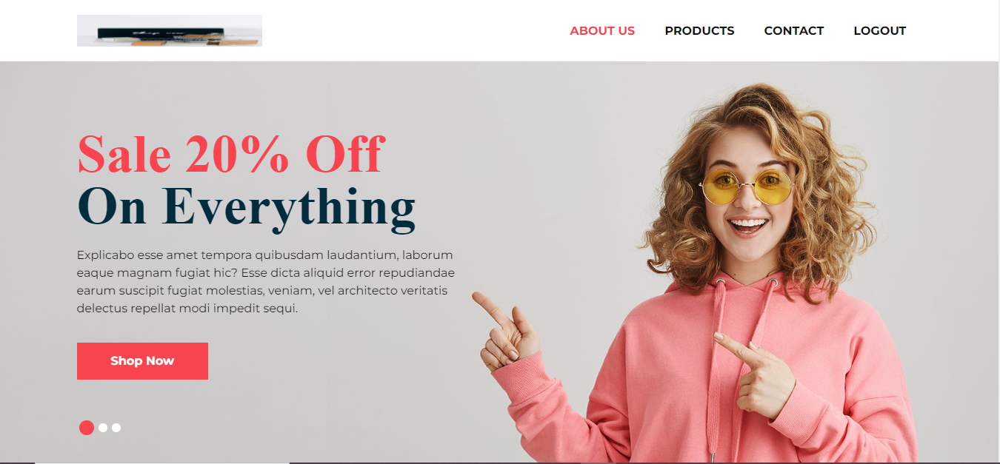 ABOUT US PRODUCTS CONTACT LOGOUT
Sale 20% Off
On Everything
Explicabo esse amet tempora quibusdam laudantium, laborum
eaque magnam fugiat hic? Esse dicta aliquid error repudiandae
earum suscipit fugiat molestias, veniam, vel architecto veritatis
delectus repellat modi impedit sequi.
Shop Now